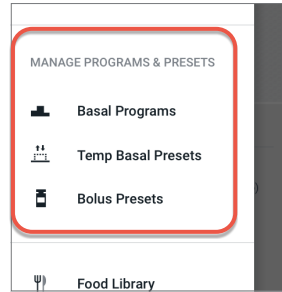 MANAGE PROGRAMS & PRESETS
Basal Programs
Temp Basal Presets
Bolus Presets
)
Food Library